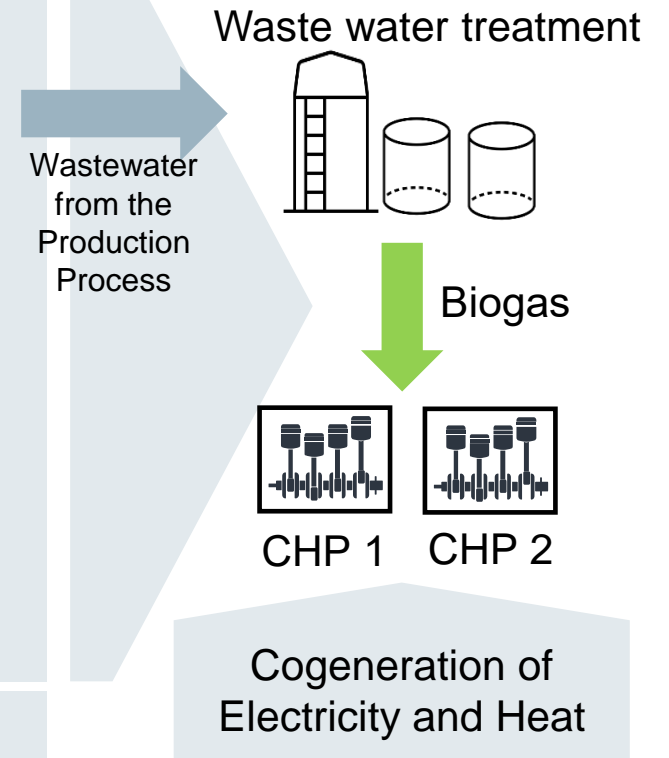 Waste water treatment
Wastewater
from the
Production
Process
Biogas
CHP 1
CHP 2
Cogeneration of
Electricity and Heat